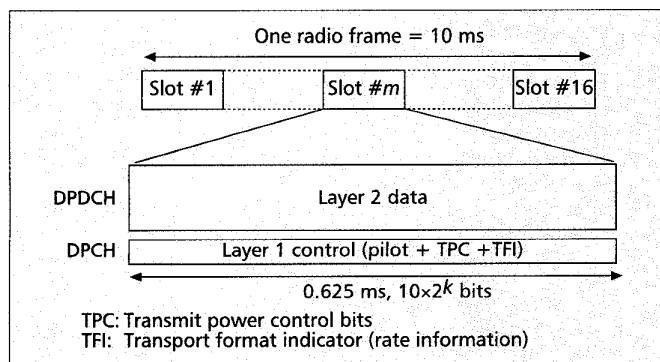 One radio frame = 10 ms
Slot #1 Slot #m Slot #16
DPDCH Layer 2 data
DPCH Layer 1 control (pilot + TPC +TFI)
0.625 ms, 10×2^k bits
TPC: Transmit power control bits
TFI: Transport format indicator (rate information)